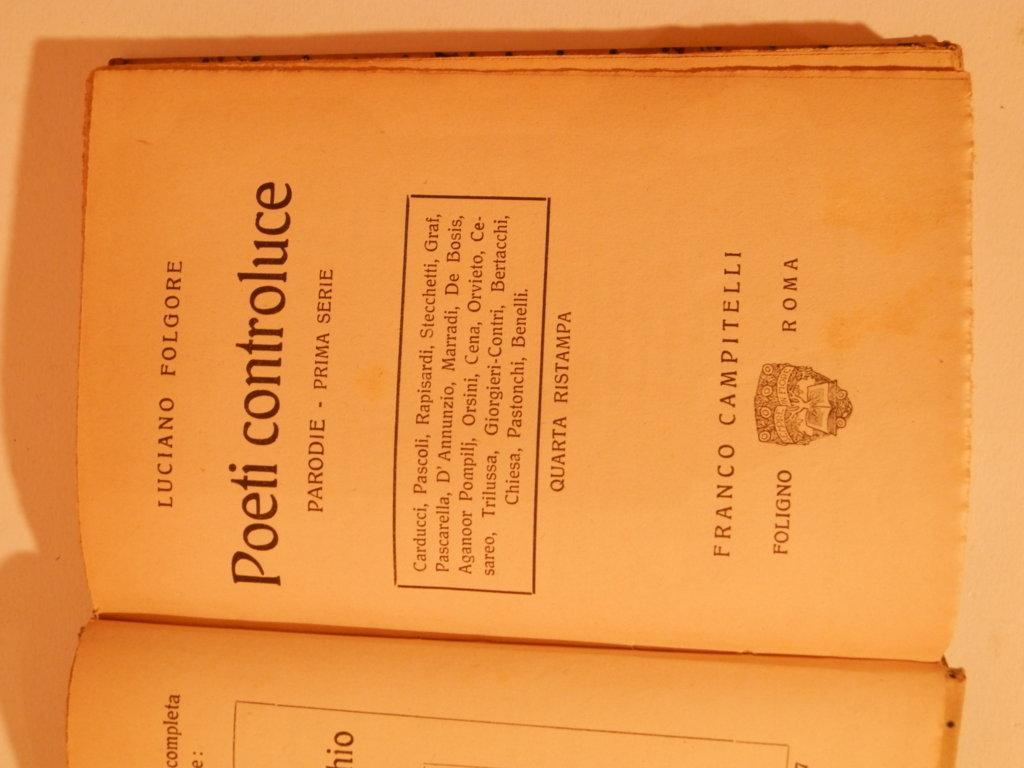 LUCIANO FOLGORE
Poeti controluce
PARODIE - PRIMA SERIE
Carducci, Pascoli, Rapisardi, Stecchetti, Graf,
Pascarella, D'Annunzio, Marradi, De Bosis,
Aganoor Pompilj, Orsini, Cena, Orvieto, Ce-
sareo, Trilussa, Giorgieri-Contri, Bertacchi,
Chiesa, Pastonchi, Benelli.
QUARTA RISTAMPA
FRANCO CAMPITELLI
FOLIGNO ROMA
completa
e :
hio
7